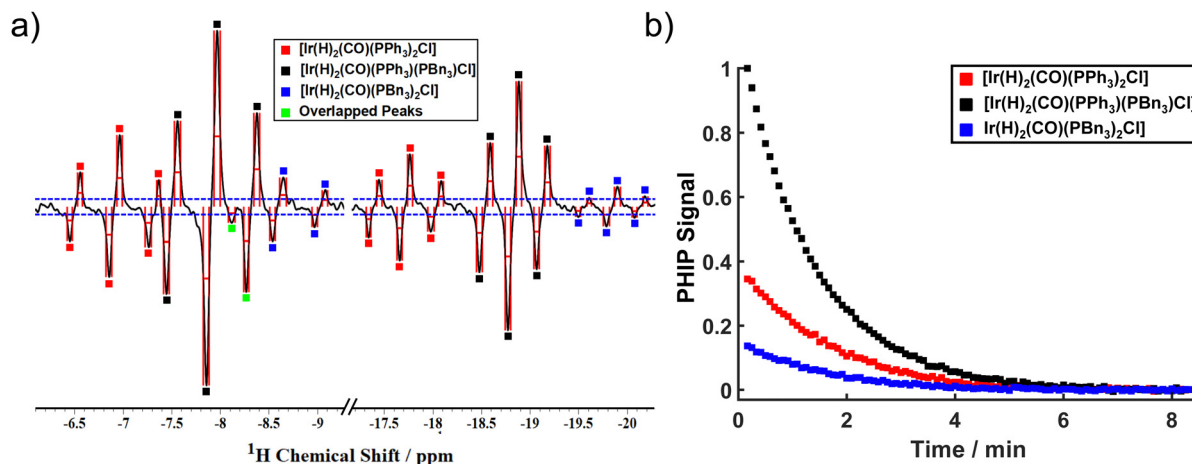 a)
[Ir(H)₂(CO)(PPh₃)₂Cl]
[Ir(H)₂(CO)(PPh₃)(PBn₃)Cl]
[Ir(H)₂(CO)(PBn₃)₂Cl]
Overlapped Peaks
-6.5 -7 -7.5 -8 -8.5 -9 -17.5 -18 -18.5 -19 -19.5 -20
¹H Chemical Shift / ppm
b)
[Ir(H)₂(CO)(PPh₃)₂Cl]
[Ir(H)₂(CO)(PPh₃)(PBn₃)Cl]
Ir(H)₂(CO)(PBn₃)₂Cl]
PHIP Signal
1
0.8
0.6
0.4
0.2
0
0 2 4 6 8
Time / min